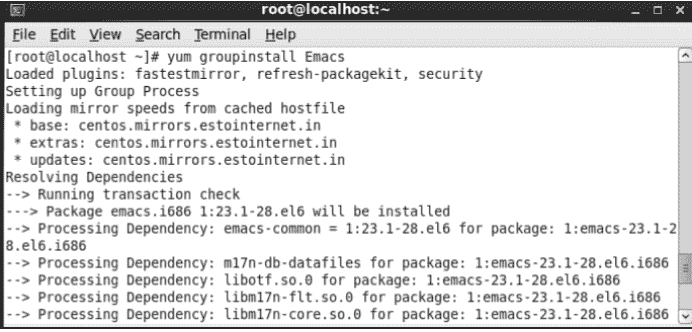 root@localhost:~
File Edit View Search Terminal Help
[root@localhost ~]# yum groupinstall Emacs
Loaded plugins: fastestmirror, refresh-packagekit, security
Setting up Group Process
Loading mirror speeds from cached hostfile
* base: centos.mirrors.estointernet.in
* extras: centos.mirrors.estointernet.in
* updates: centos.mirrors.estointernet.in
Resolving Dependencies
--> Running transaction check
---> Package emacs.i686 1:23.1-28.el6 will be installed
--> Processing Dependency: emacs-common = 1:23.1-28.el6 for package: 1:emacs-23.1-2
8.el6.i686
--> Processing Dependency: m17n-db-datafiles for package: 1:emacs-23.1-28.el6.i686
--> Processing Dependency: libotf.so.0 for package: 1:emacs-23.1-28.el6.i686
--> Processing Dependency: libm17n-flt.so.0 for package: 1:emacs-23.1-28.el6.i686
--> Processing Dependency: libm17n-core.so.0 for package: 1:emacs-23.1-28.el6.i686